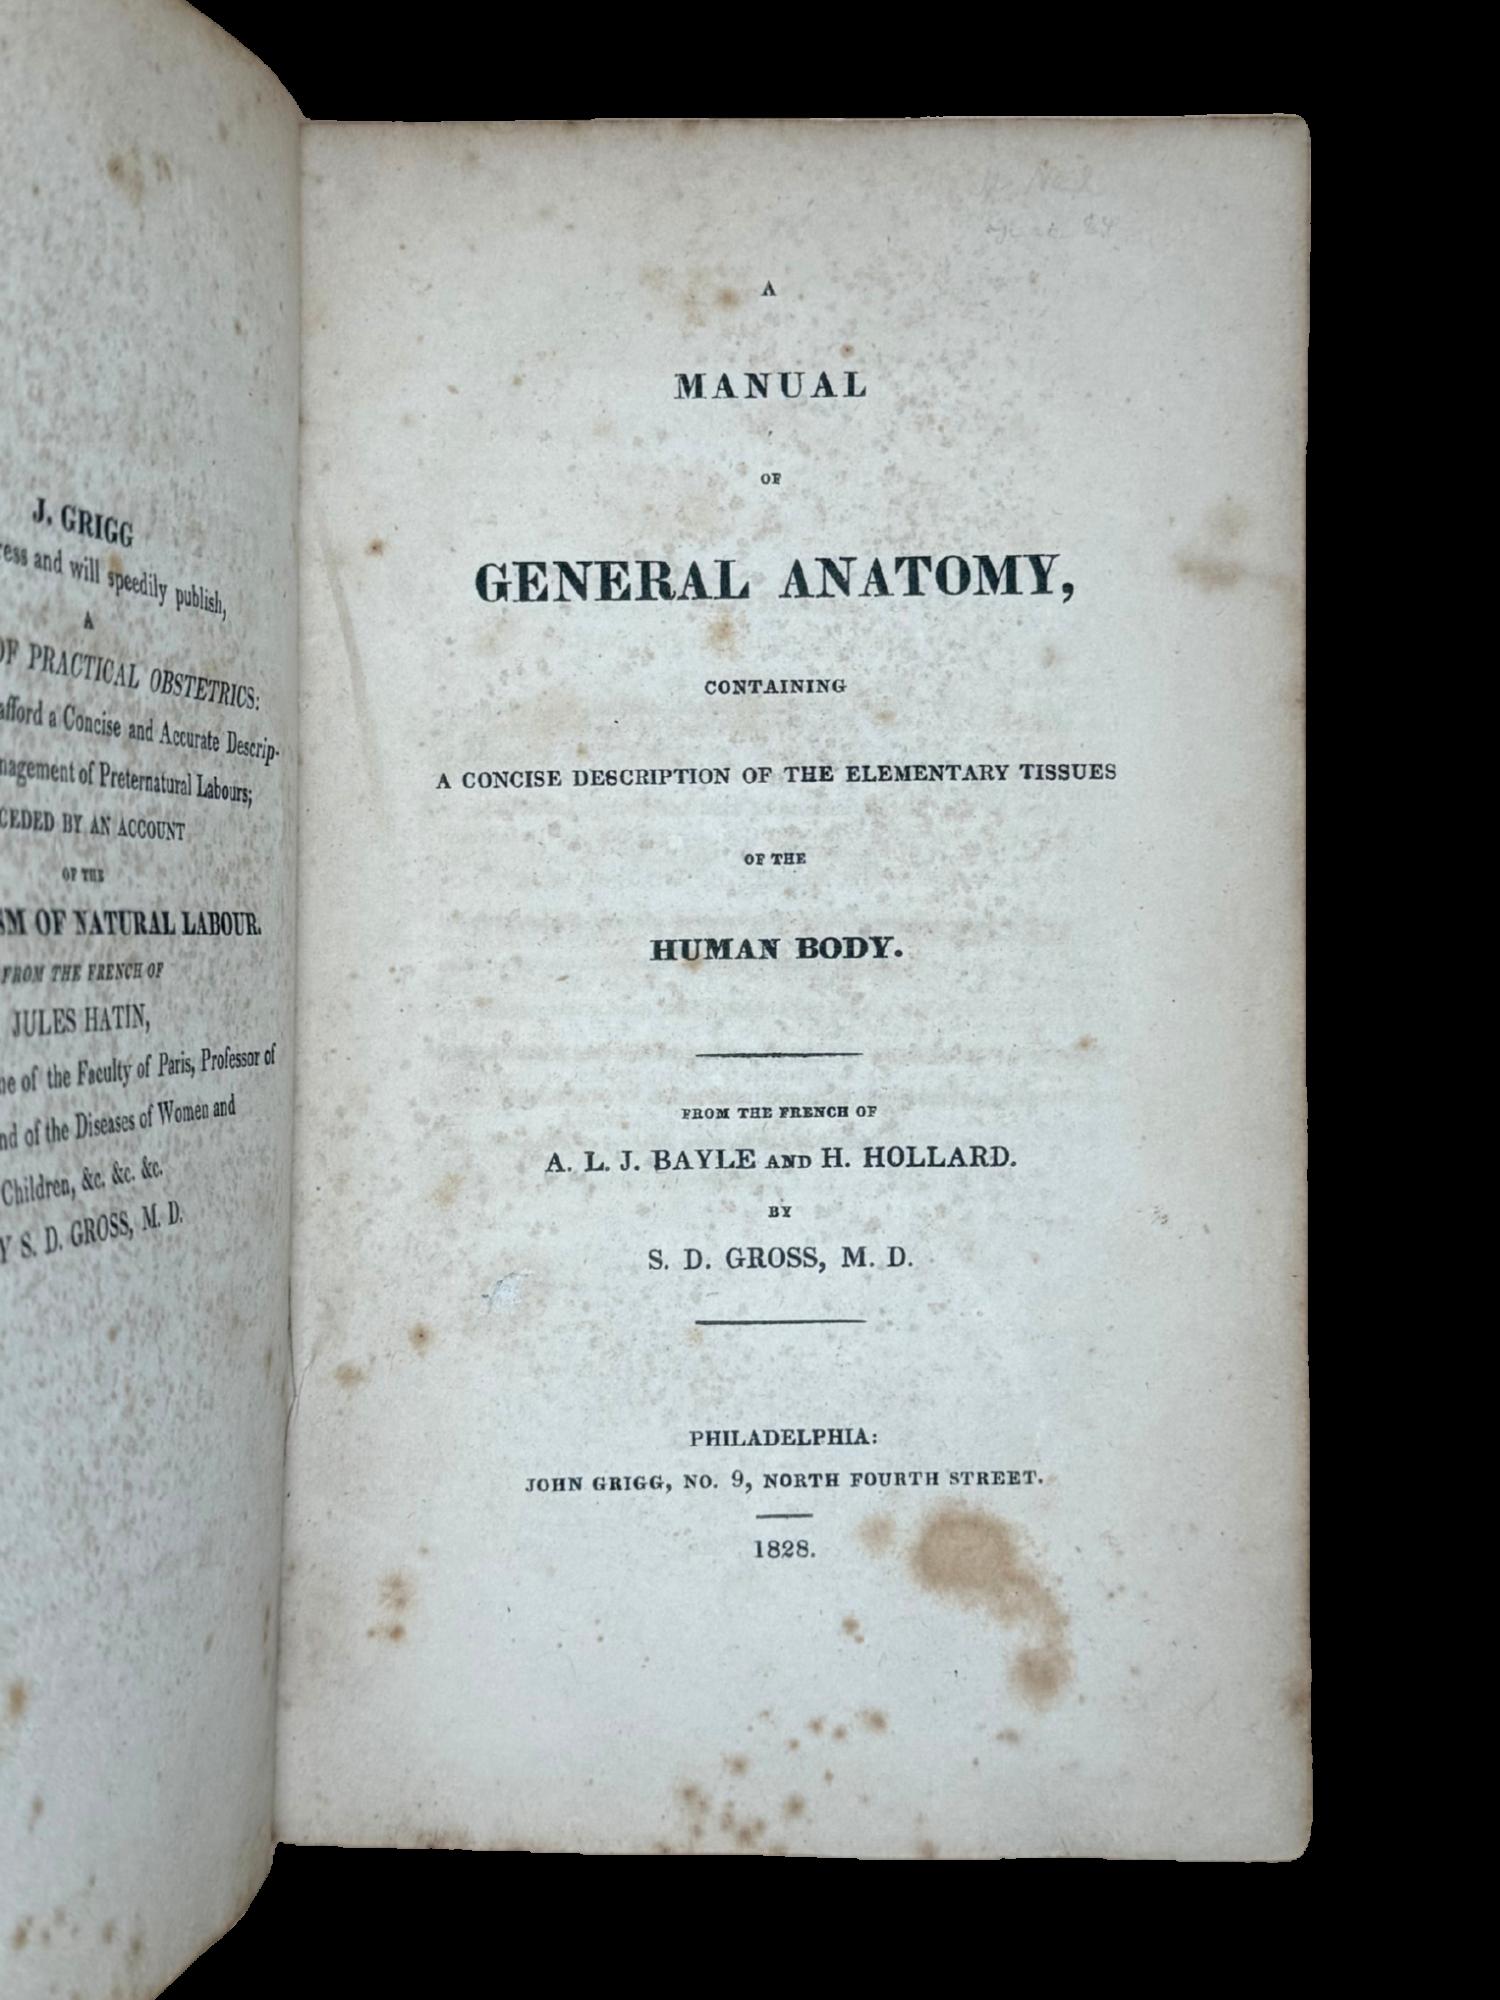 J. GRIGG
and will speedily publish,
A
OF PRACTICAL OBSTETRICS:
afford a Concise and Accurate Descrip-
of Preternatural Labours;
BY AN ACCOUNT
OF THE
OF NATURAL LABOUR.
FROM THE FRENCH OF
JULES HATIN,
of the Faculty of Paris, Professor of
of the Diseases of Women and
Children, &c. &c. &c.
S. D. GROSS, M. D.
A
MANUAL
OF
GENERAL ANATOMY,
CONTAINING
A CONCISE DESCRIPTION OF THE ELEMENTARY TISSUES
OF THE
HUMAN BODY.
FROM THE FRENCH OF
A. L. J. BAYLE AND H. HOLLARD.
BY
S. D. GROSS, M. D.
PHILADELPHIA:
JOHN GRIGG, NO. 9, NORTH FOURTH STREET.
1828.